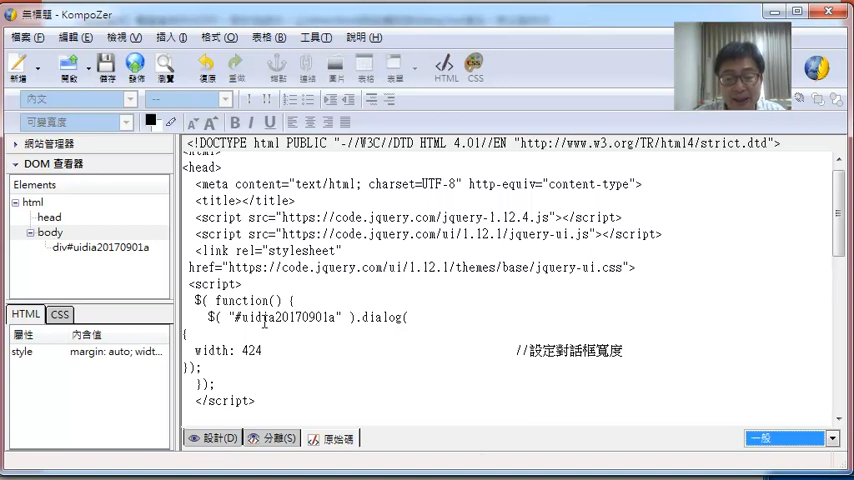 無標題 - KompoZer
檔案 (F) 編輯 (E) 檢視 (V) 插入 (I) 格式 (O) 表格 (B) 工具 (T) 說明 (H)
新增 開啟 儲存 發佈 瀏覽 復原 重做 錨點 連結 圖片 表格 表單 HTML CSS
內文 --
可變寬度 A A B I U
網站管理器
DOM 查看器
Elements
html
head
body
div#uidia20170901a
HTML CSS
屬性 內含值
style margin: auto; widt...
<!DOCTYPE html PUBLIC "-//W3C//DTD HTML 4.01//EN" "http://www.w3.org/TR/html4/strict.dtd">
<html>
<head>
<meta content="text/html; charset=UTF-8" http-equiv="content-type">
<title></title>
<script src="https://code.jquery.com/jquery-1.12.4.js"></script>
<script src="https://code.jquery.com/ui/1.12.1/jquery-ui.js"></script>
<link rel="stylesheet"
href="https://code.jquery.com/ui/1.12.1/themes/base/jquery-ui.css">
<script>
$( function() {
$( "#uidia20170901a" ).dialog(
{
width: 424 //設定對話框寬度
});
});
</script>
設計(D) 分離(S) 原始碼
一般